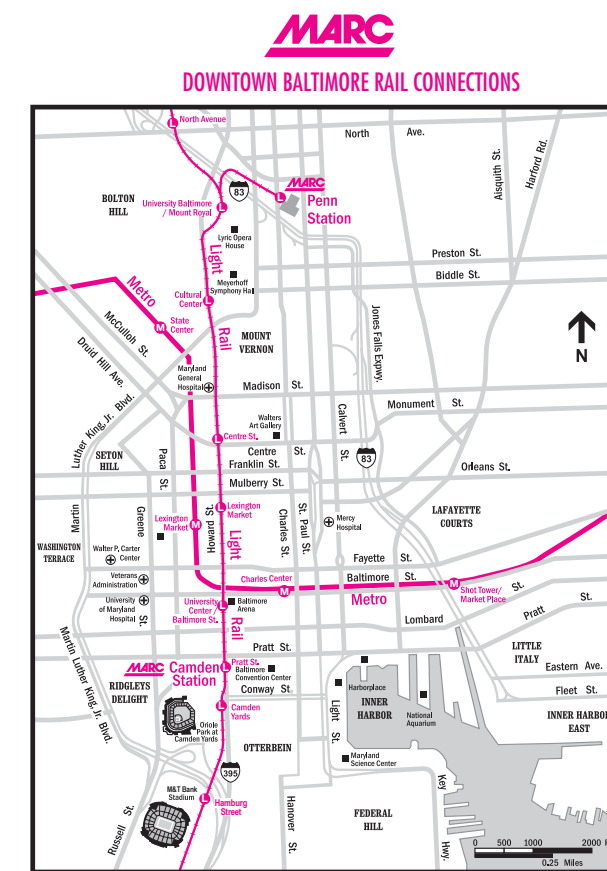 MARC
DOWNTOWN BALTIMORE RAIL CONNECTIONS
North Avenue
North Ave.
Aisquith St.
Harford Rd.
BOLTON
HILL
83
MARC
Penn
Station
University Baltimore
/ Mount Royal
Lyric Opera
House
Light
Rail
Preston St.
Biddle St.
Meyerhoff
Symphony Hal
Metro
Cultural
Center
State
Center
McCulloh St.
Druid Hill Ave.
MOUNT
VERNON
Jones Falls Expwy.
N
Maryland
General
Hospital
Madison St.
Monument St.
Luther King, Jr. Blvd.
Martin
Walters
Art Gallery
Calvert St.
Centre St.
Centre St.
83
SETON
HILL
Paca St.
Franklin St.
Orleans St.
Mulberry St.
Greene St.
Lexington
Market
Lexington
Market
Howard St.
Light
Rail
Charles St.
St. Paul St.
Mercy
Hospital
LAFAYETTE
COURTS
WASHINGTON
TERRACE
Walter P. Carter
Center
Fayette St.
Veterans
Administration
Charles Center
Baltimore St.
Shot Tower/
Market Place
University
of Maryland
Hospital
University
Center /
Baltimore St.
Baltimore
Arena
Metro
Lombard St.
Pratt St.
Martin Luther King, Jr. Blvd.
Pratt St.
LITTLE
ITALY
MARC Camden
Station
Pratt St.
Baltimore
Convention Center
Eastern Ave.
RIDGELYS
DELIGHT
Conway St.
Harborplace
Fleet St.
Camden
Yards
Oriole
Park at
Camden Yards
Light St.
INNER
HARBOR
National
Aquarium
INNER HARBO
EAST
OTTERBEIN
Maryland
Science Center
395
M&T Bank
Stadium
Hamburg
Street
Key Hwy.
Russell St.
Hanover St.
FEDERAL
HILL
0 500 1000 2000 F
0.25 Miles